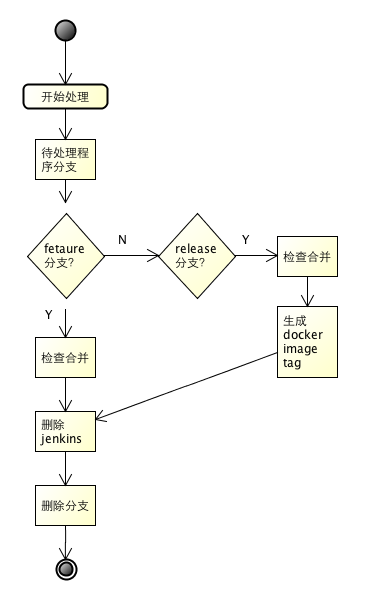 开始处理
待处理程
序分支
fetaure
分支?
N
release
分支?
Y
检查合并
生成
docker
image
tag
Y
检查合并
删除
jenkins
删除分支